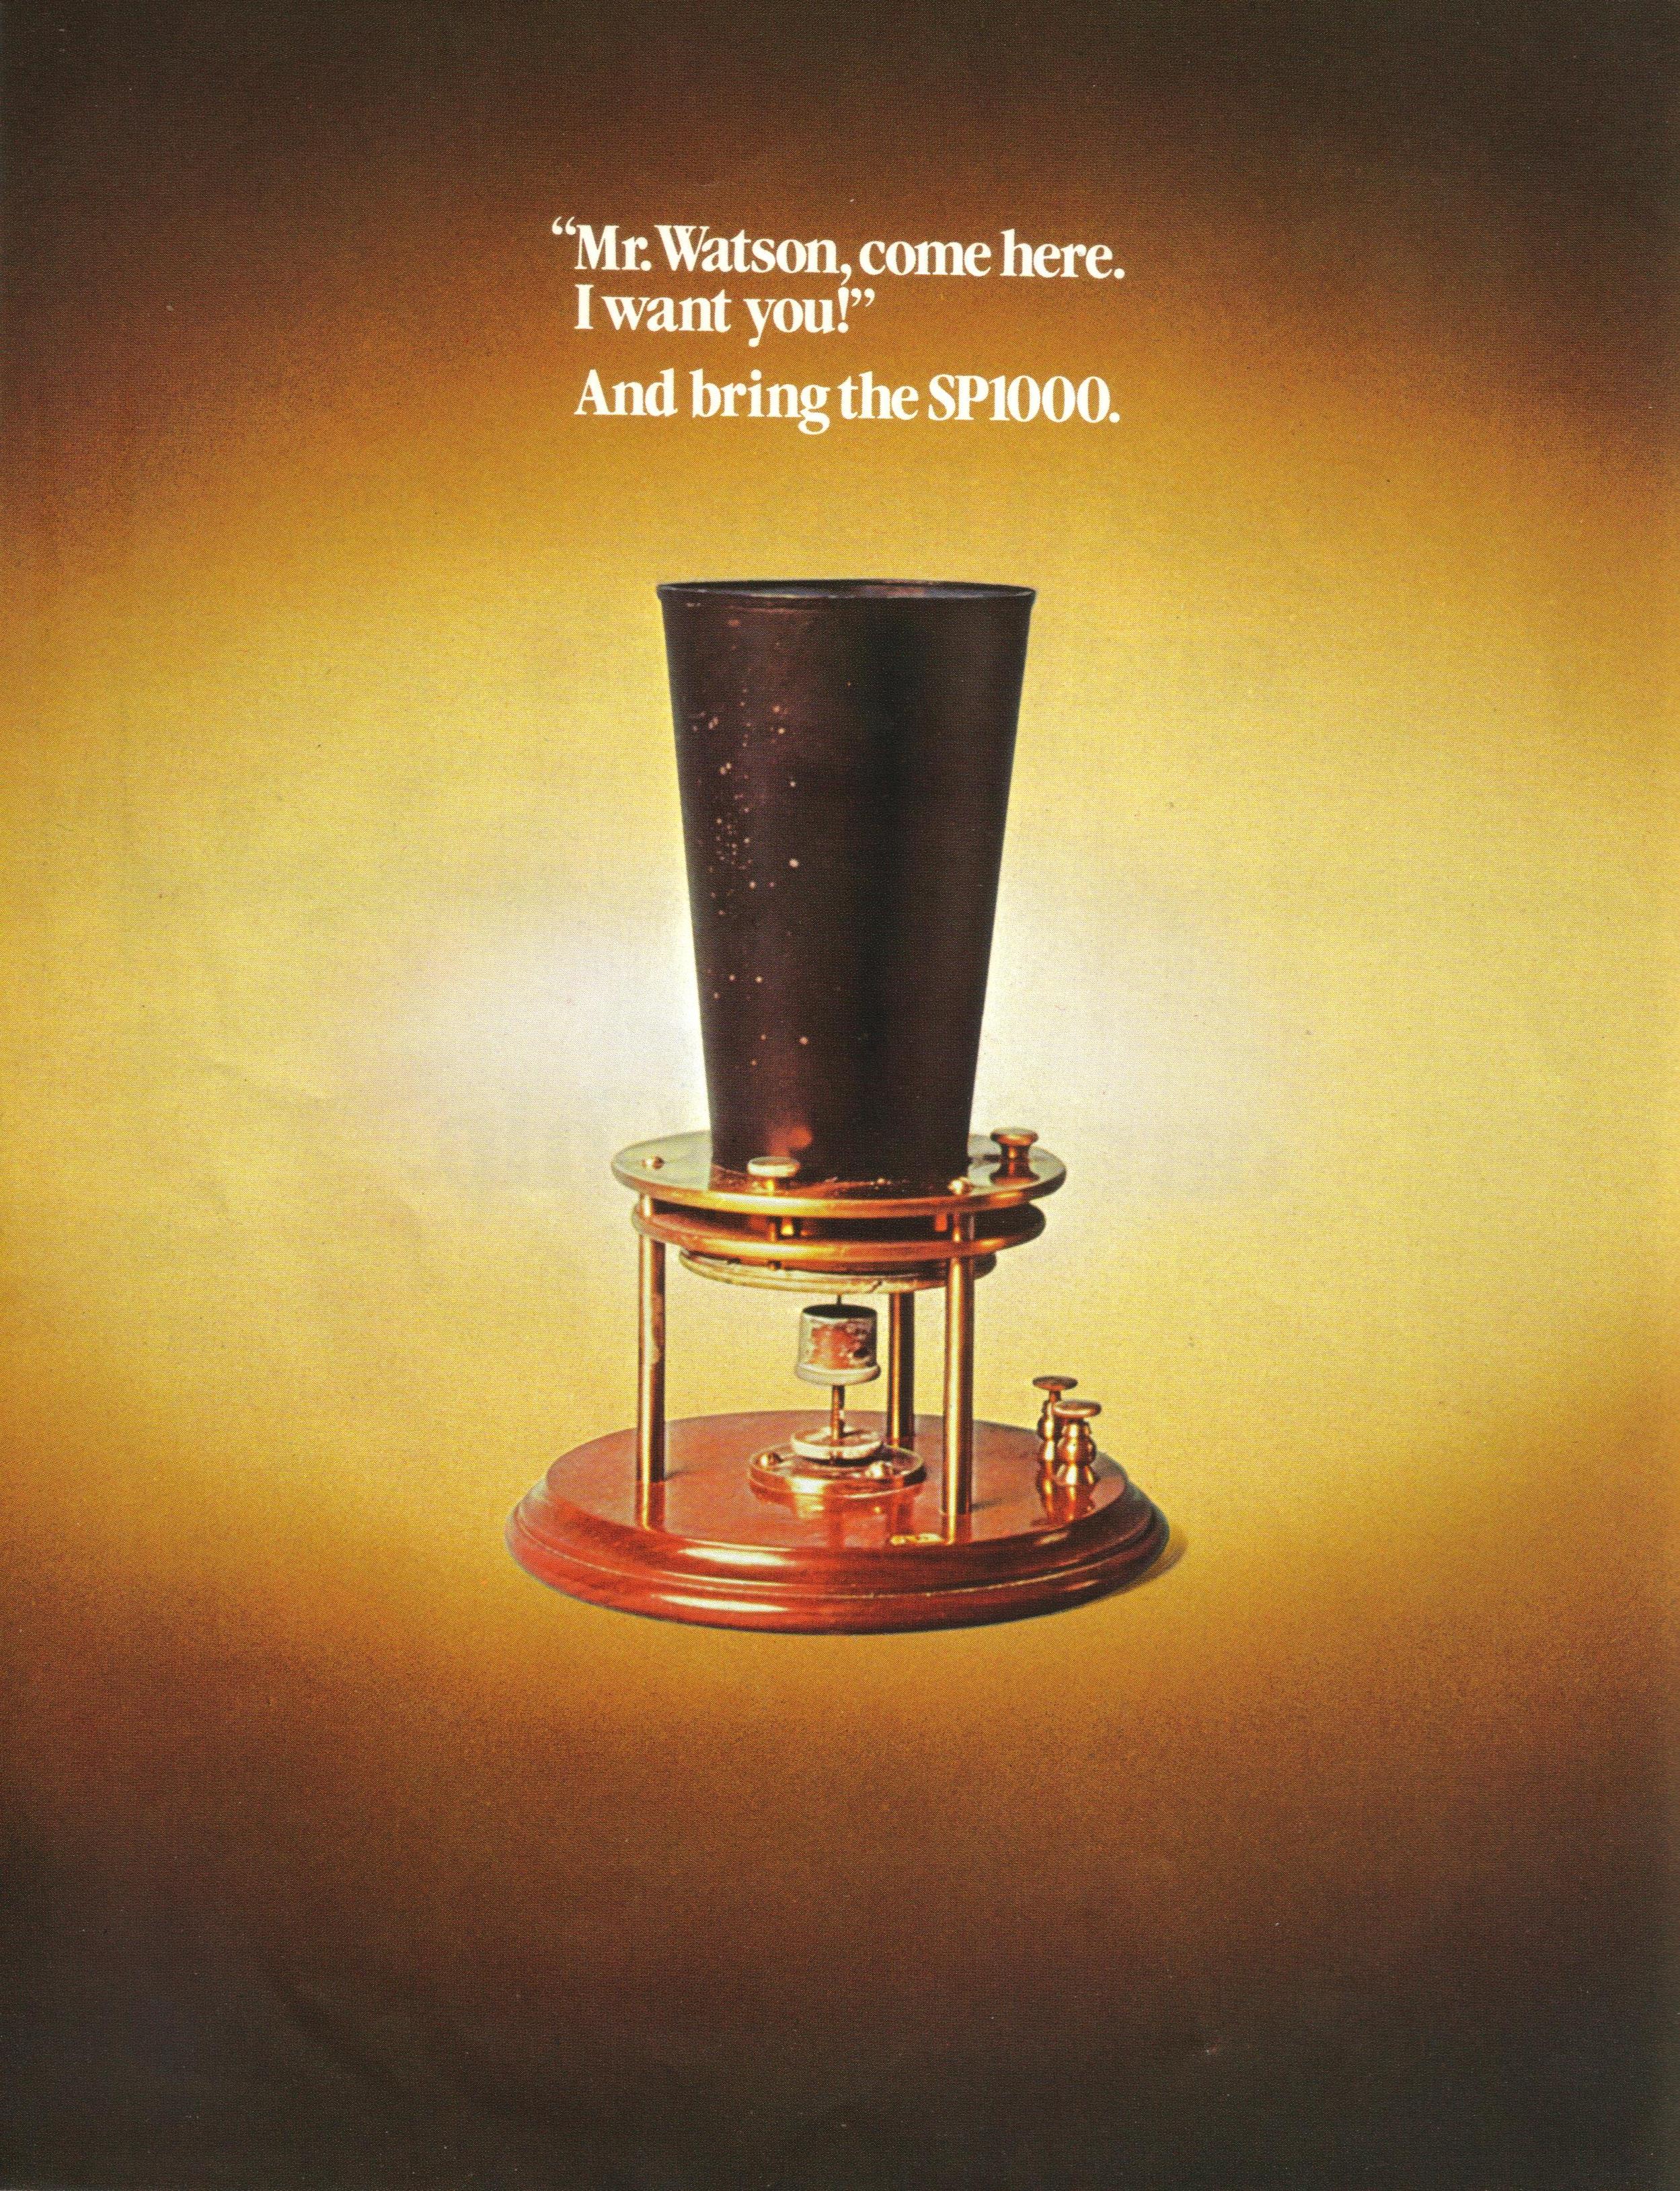 “Mr. Watson, come here.
I want you!”
And bring the SP1000.